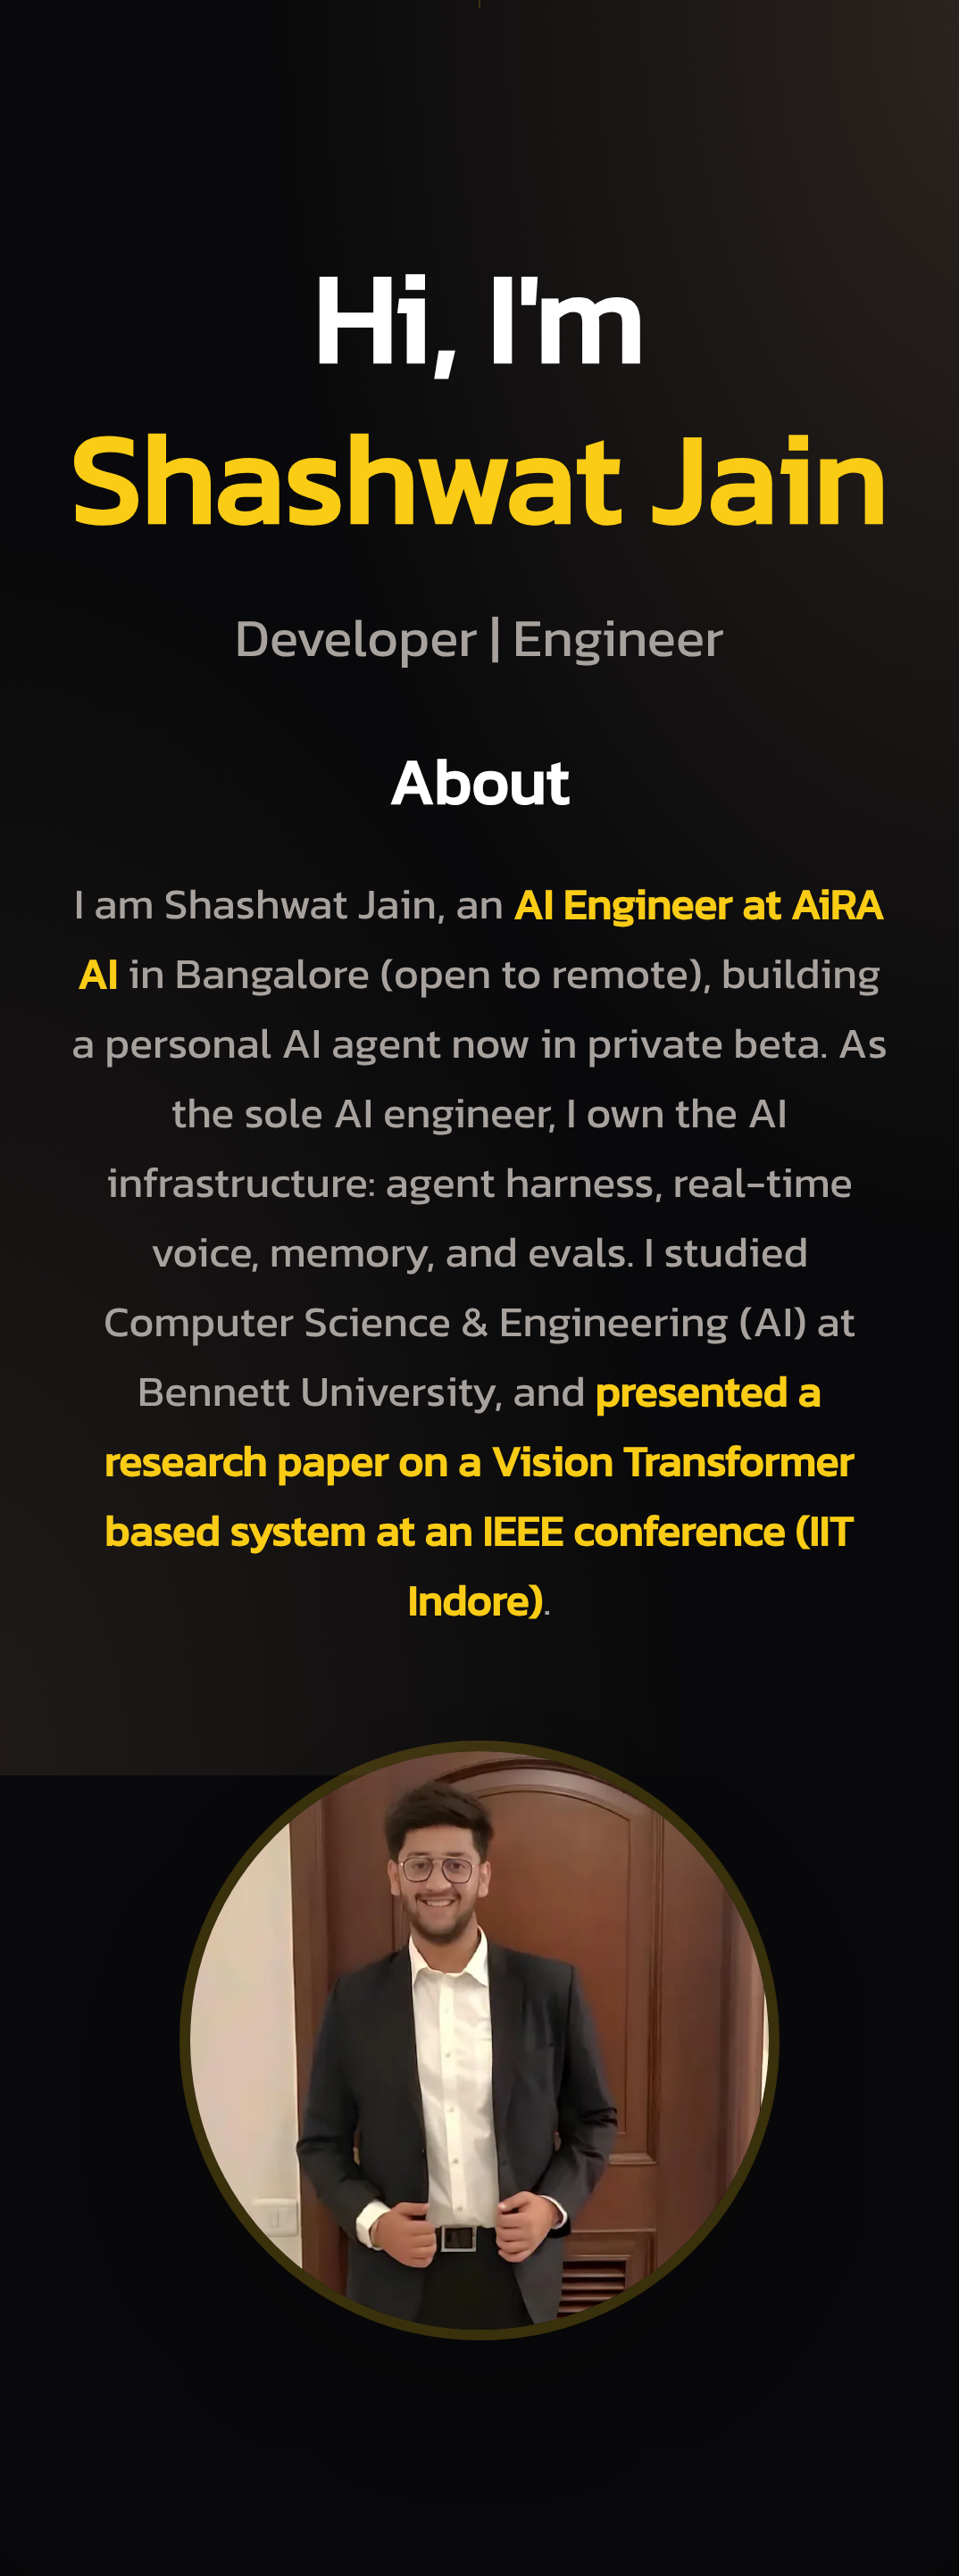 Hi, I'm
Shashwat Jain
Developer | Engineer
About
I am Shashwat Jain, an AI Engineer at AiRA
AI in Bangalore (open to remote), building
a personal AI agent now in private beta. As
the sole AI engineer, I own the AI
infrastructure: agent harness, real-time
voice, memory, and evals. I studied
Computer Science & Engineering (AI) at
Bennett University, and presented a
research paper on a Vision Transformer
based system at an IEEE conference (IIT
Indore).